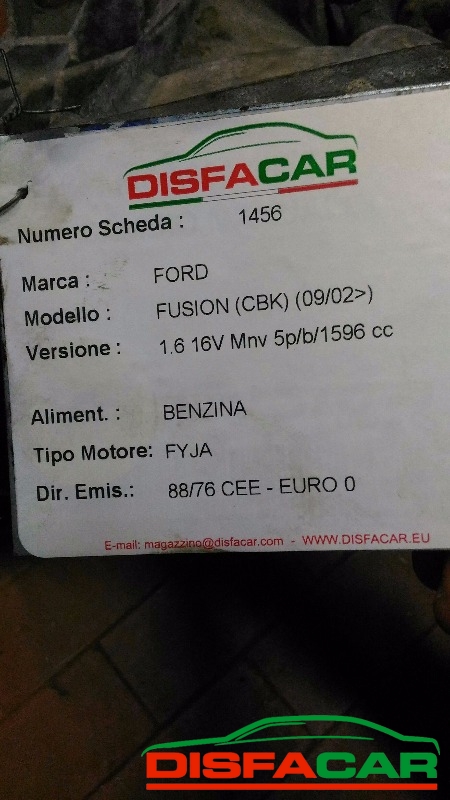 DISFACAR
Numero Scheda : 1456
Marca : FORD
Modello : FUSION (CBK) (09/02>)
Versione : 1.6 16V Mnv 5p/b/1596 cc
Aliment. : BENZINA
Tipo Motore: FYJA
Dir. Emis.: 88/76 CEE - EURO 0
E-mail: magazzino@disfacar.com - WWW.DISFACAR.EU
DISFACAR